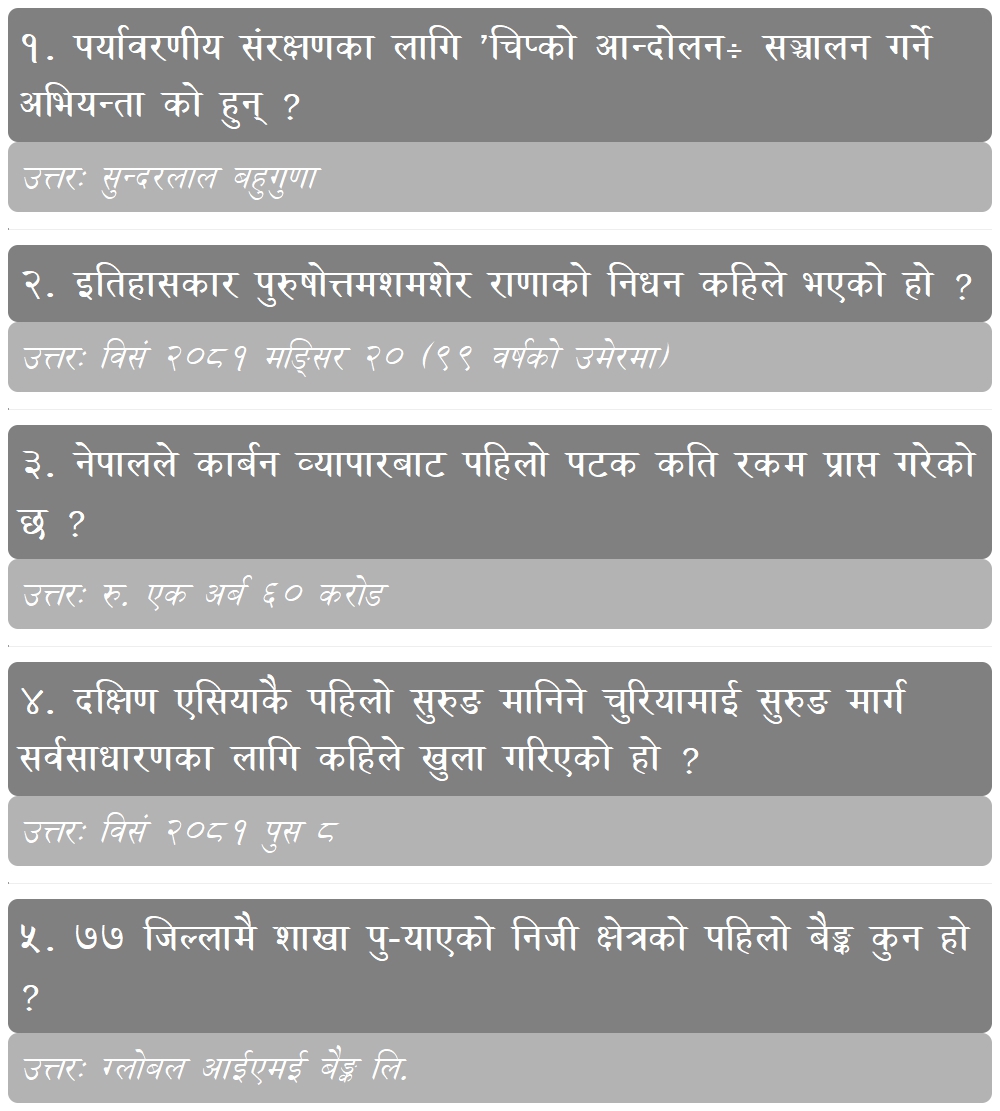 १. पर्यावरणीय संरक्षणका लागि ’चिप्को आन्दोलन÷ सञ्चालन गर्ने
अभियन्ता को हुन् ?
उत्तरः सुन्दरलाल बहुगुणा
२. इतिहासकार पुरुषोत्तमशमशेर राणाको निधन कहिले भएको हो ?
उत्तरः विसं २०८१ मङ्सिर २० (९९ वर्षको उमेरमा)
३. नेपालले कार्बन व्यापारबाट पहिलो पटक कति रकम प्राप्त गरेको
छ ?
उत्तरः रु. एक अर्ब ६० करोड
४. दक्षिण एसियाकै पहिलो सुरुङ मानिने चुरियामाई सुरुङ मार्ग
सर्वसाधारणका लागि कहिले खुला गरिएको हो ?
उत्तरः विसं २०८१ पुस ८
५. ७७ जिल्लामै शाखा पु-याएको निजी क्षेत्रको पहिलो बैङ्क कुन हो
?
उत्तरः ग्लोबल आईएमई बैङ्क लि.